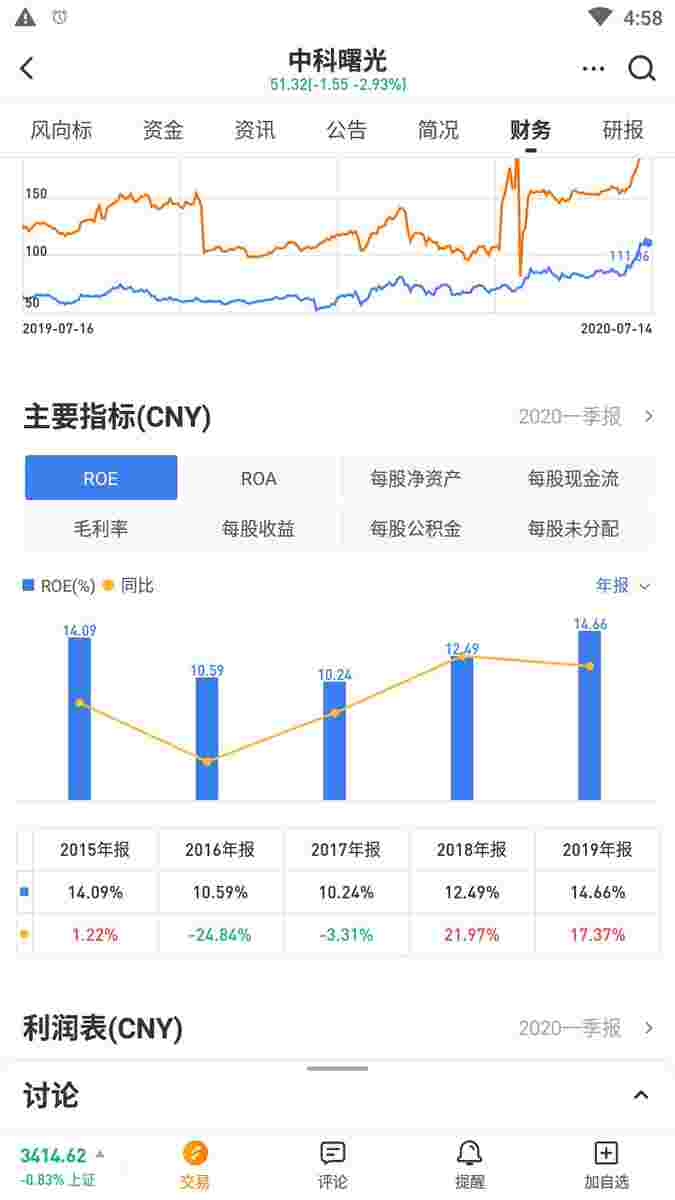 4:58
中科曙光
51.32(-1.55 -2.93%)
风向标 资金 资讯 公告 简况 财务 研报
150
100
111.36
50
2019-07-16 2020-07-14
主要指标(CNY) 2020一季报
ROE ROA 每股净资产 每股现金流
毛利率 每股收益 每股公积金 每股未分配
ROE(%) 同比 年报
14.09 10.59 10.24 12.49 14.66
2015年报 2016年报 2017年报 2018年报 2019年报
14.09% 10.59% 10.24% 12.49% 14.66%
1.22% -24.84% -3.31% 21.97% 17.37%
利润表(CNY) 2020一季报
讨论
3414.62
-0.83% 上证
交易 评论 提醒 加自选